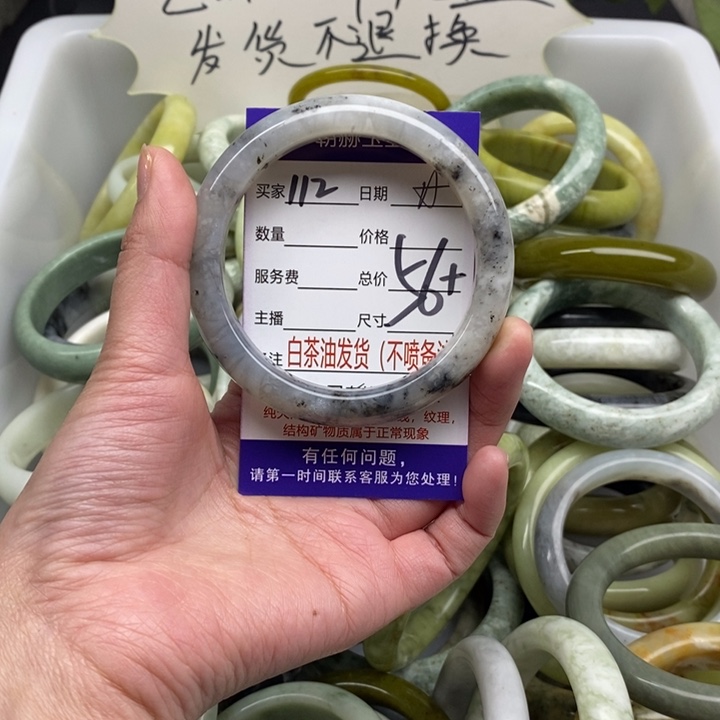 发货不退换
买家 112 日期
数量 价格
服务费 总价
主播 尺寸 56+
白茶油发货（不喷备注
纹理，
结构矿物质属于正常现象
有任何问题，
请第一时间联系客服为您处理！